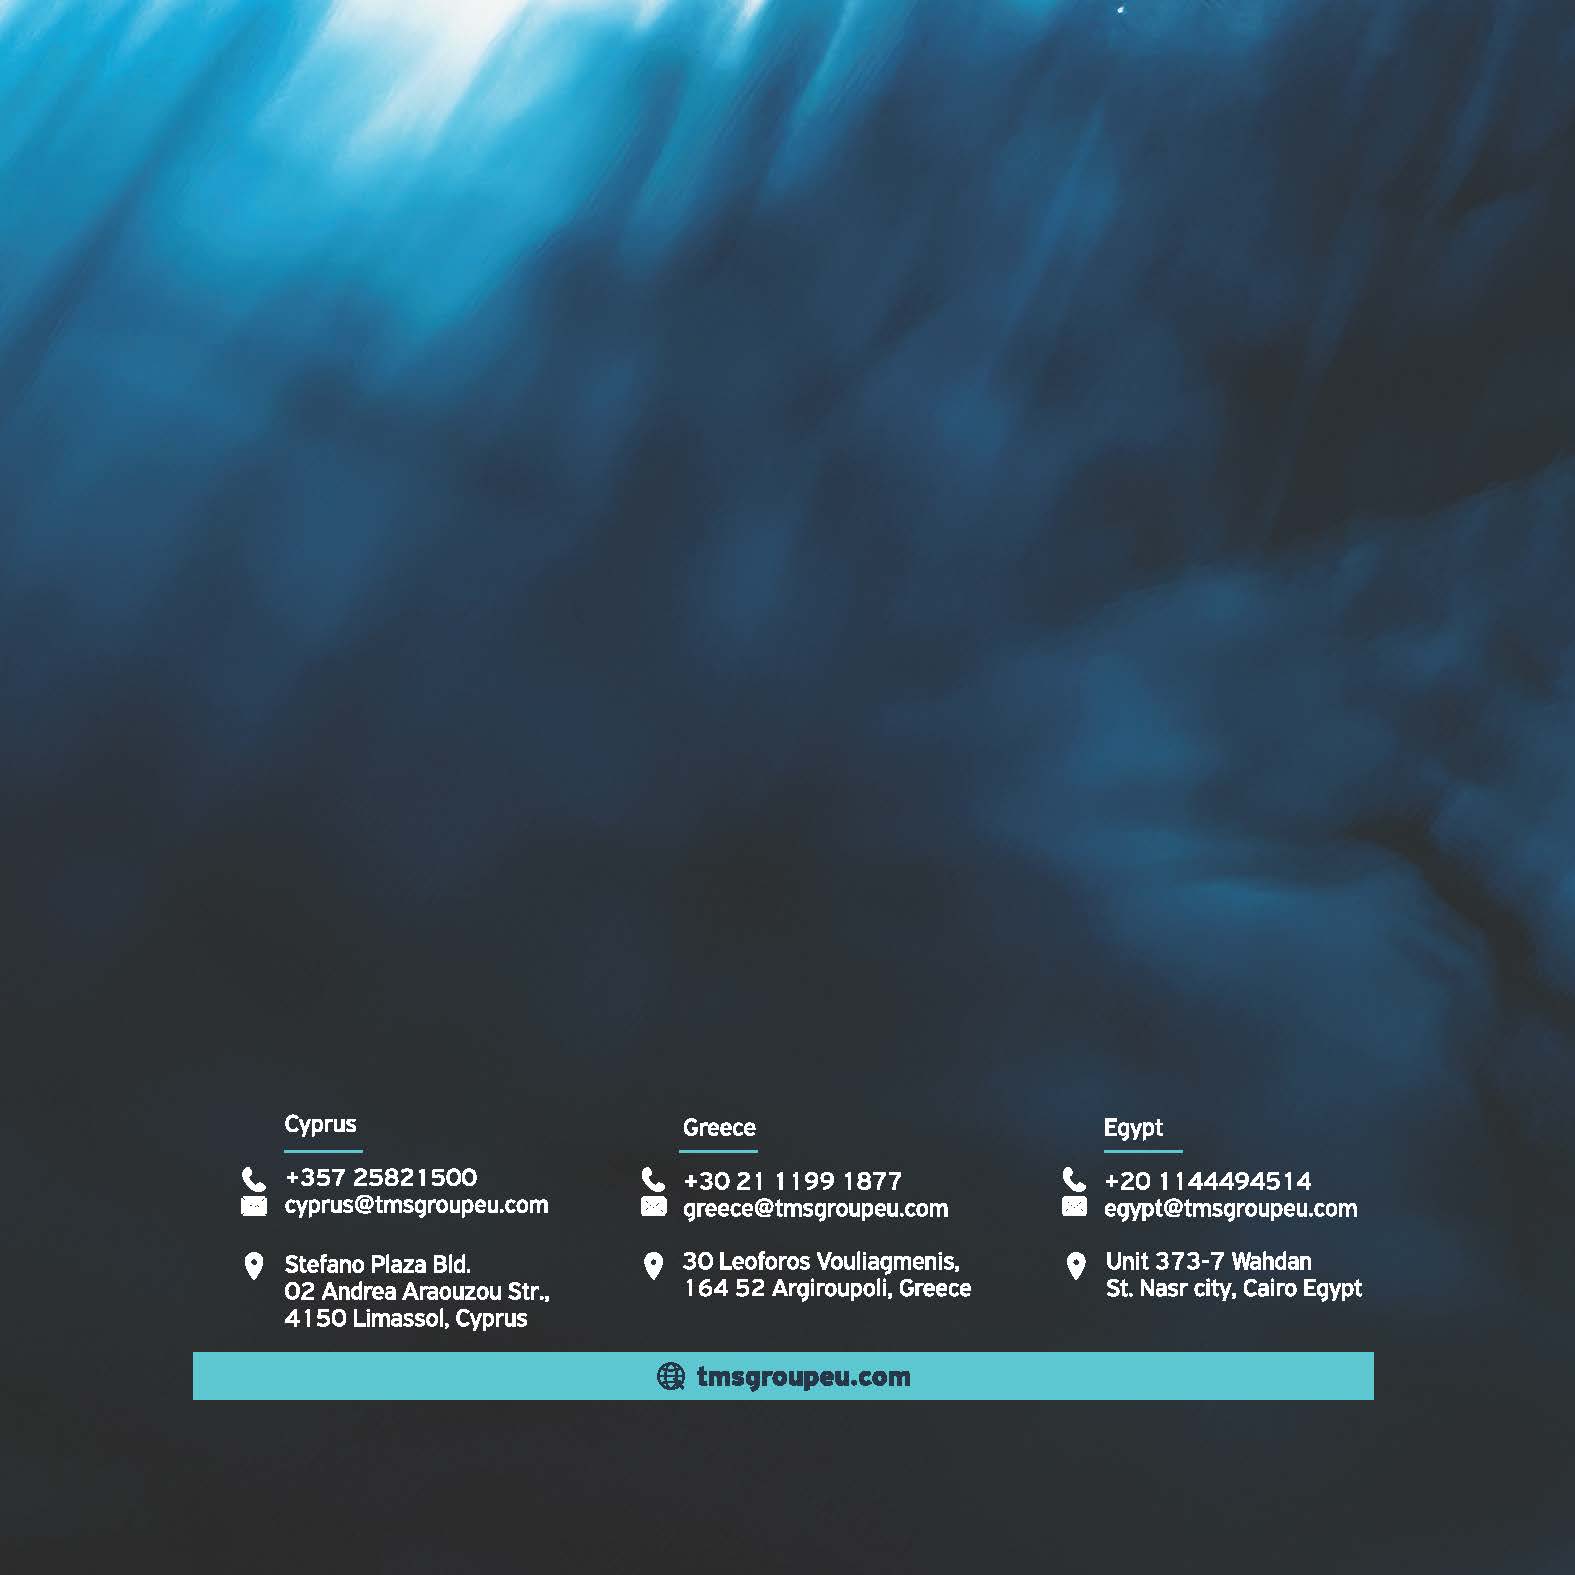 Cyprus
+357 25821500
cyprus@tmsgroupeu.com
Stefano Plaza Bld.
02 Andrea Araouzou Str.,
4150 Limassol, Cyprus
Greece
+30 21 1199 1877
greece@tmsgroupeu.com
30 Leoforos Vouliagmenis,
164 52 Argiroupoli, Greece
Egypt
+20 1144494514
egypt@tmsgroupeu.com
Unit 373-7 Wahdan
St. Nasr city, Cairo Egypt
tmsgroupeu.com